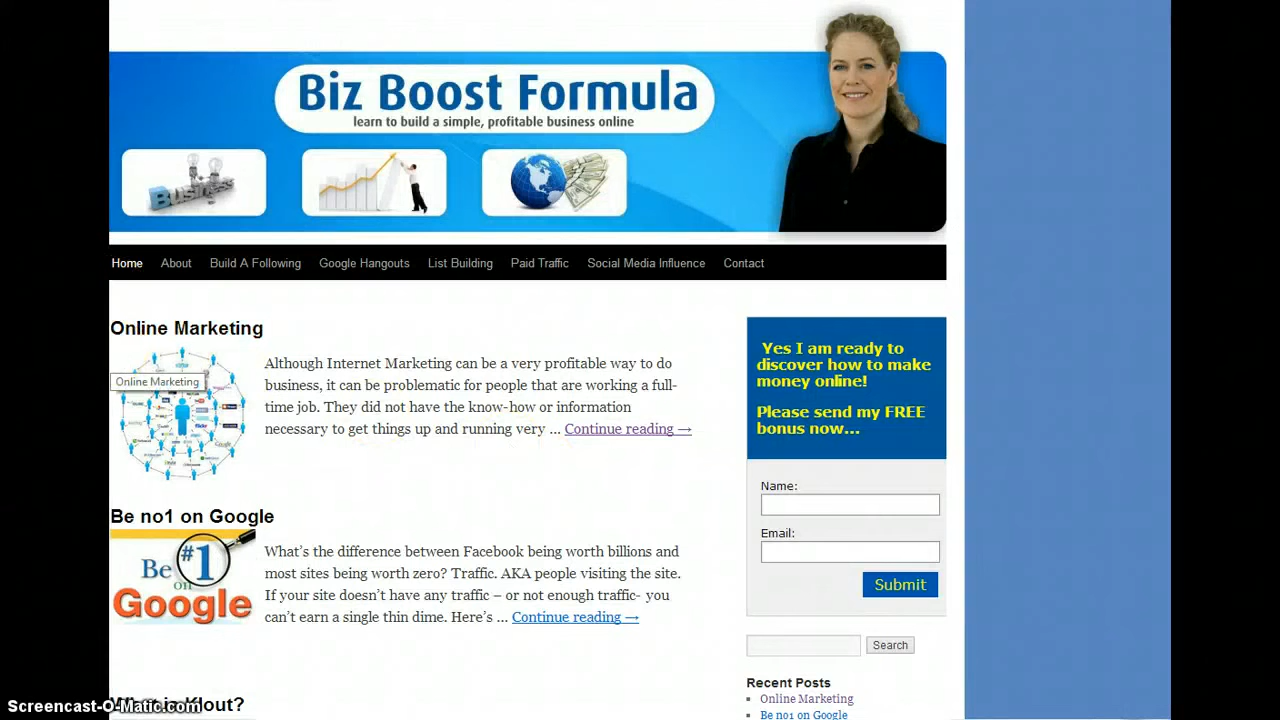 Biz Boost Formula
learn to build a simple, profitable business online
Business
Home About Build A Following Google Hangouts List Building Paid Traffic Social Media Influence Contact
Online Marketing
Online Marketing
Although Internet Marketing can be a very profitable way to do
business, it can be problematic for people that are working a full-
time job. They did not have the know-how or information
necessary to get things up and running very ... Continue reading →
Be no1 on Google
Be #1
on
Google
What's the difference between Facebook being worth billions and
most sites being worth zero? Traffic. AKA people visiting the site.
If your site doesn't have any traffic – or not enough traffic- you
can't earn a single thin dime. Here's ... Continue reading →
Klout?
Yes I am ready to
discover how to make
money online!
Please send my FREE
bonus now...
Name:
Email:
Submit
Search
Recent Posts
Online Marketing
Be no1 on Google
Screencast-O-Matic.com